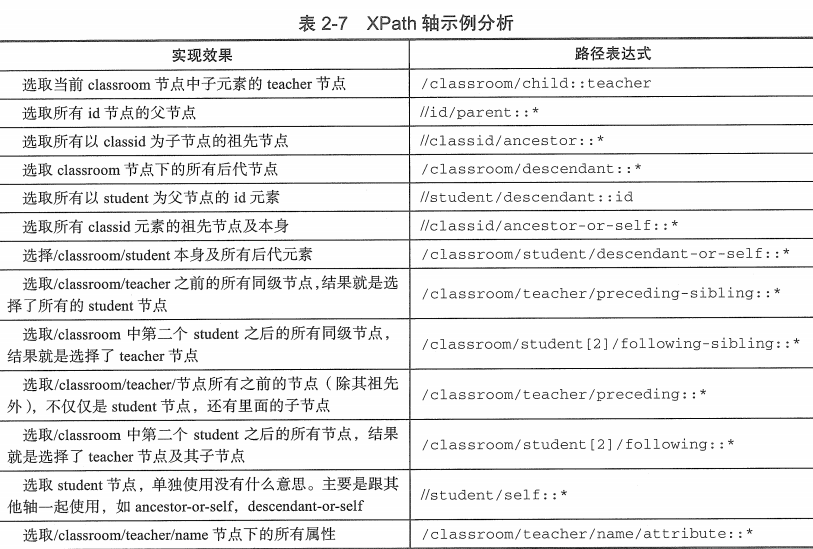 表 2-7 XPath 轴示例分析
实现效果 路径表达式
选取当前 classroom 节点中子元素的 teacher 节点 /classroom/child::teacher
选取所有 id 节点的父节点 //id/parent::*
选取所有以 classid 为子节点的祖先节点 //classid/ancestor::*
选取 classroom 节点下的所有后代节点 /classroom/descendant::*
选取所有以 student 为父节点的 id 元素 //student/descendant::id
选取所有 classid 元素的祖先节点及本身 //classid/ancestor-or-self::*
选择/classroom/student 本身及所有后代元素 /classroom/student/descendant-or-self::*
选取/classroom/teacher 之前的所有同级节点,结果就是选
择了所有的 student 节点
/classroom/teacher/preceding-sibling::*
选取/classroom 中第二个 student 之后的所有同级节点，
结果就是选择了 teacher 节点
/classroom/student[2]/following-sibling::*
选取/classroom/teacher/节点所有之前的节点（除其祖先
外），不仅仅是 student 节点，还有里面的子节点
/classroom/teacher/preceding::*
选取/classroom 中第二个 student 之后的所有节点，结果
就是选择了 teacher 节点及其子节点
/classroom/student[2]/following::*
选取 student 节点，单独使用没有什么意思。主要是跟其
他轴一起使用，如 ancestor-or-self，descendant-or-self
//student/self::*
选取/classroom/teacher/name 节点下的所有属性 /classroom/teacher/name/attribute::*